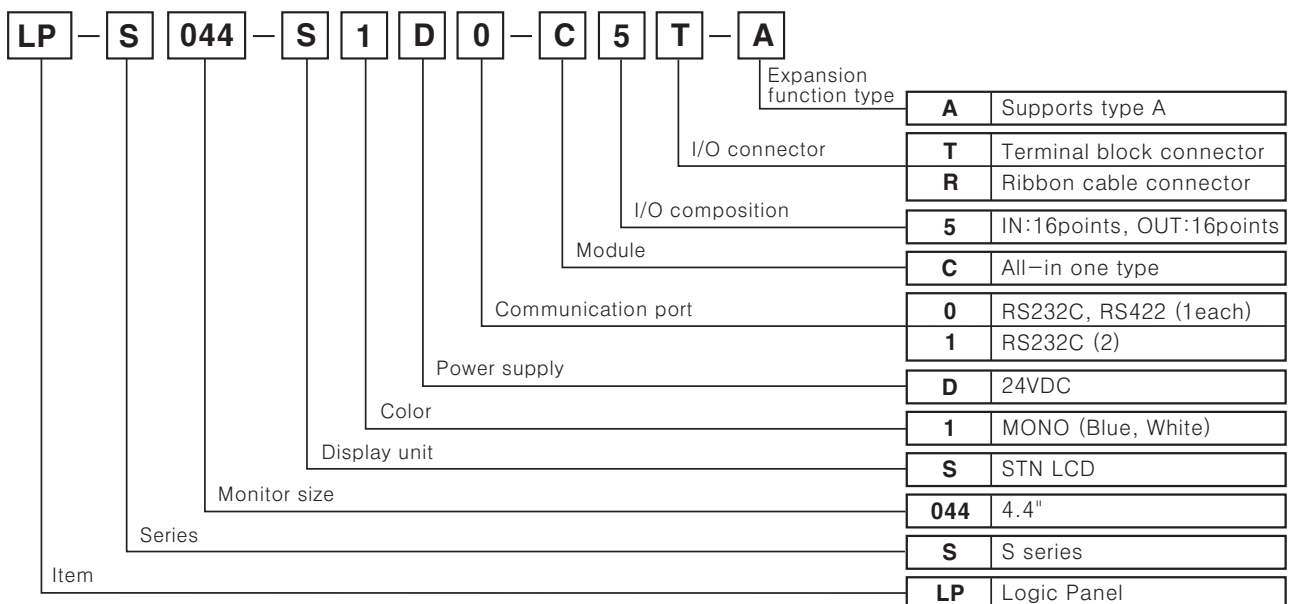 LP－S 044－S 1 D 0－C 5 T－A
Expansion
function type
A Supports type A
I/O connector
T Terminal block connector
R Ribbon cable connector
I/O composition
5 IN:16points, OUT:16points
Module
C All－in one type
Communication port
0 RS232C, RS422 (1each)
1 RS232C (2)
Power supply
D 24VDC
Color
1 MONO (Blue, White)
Display unit
S STN LCD
Monitor size
044 4.4"
Series
S S series
Item
LP Logic Panel